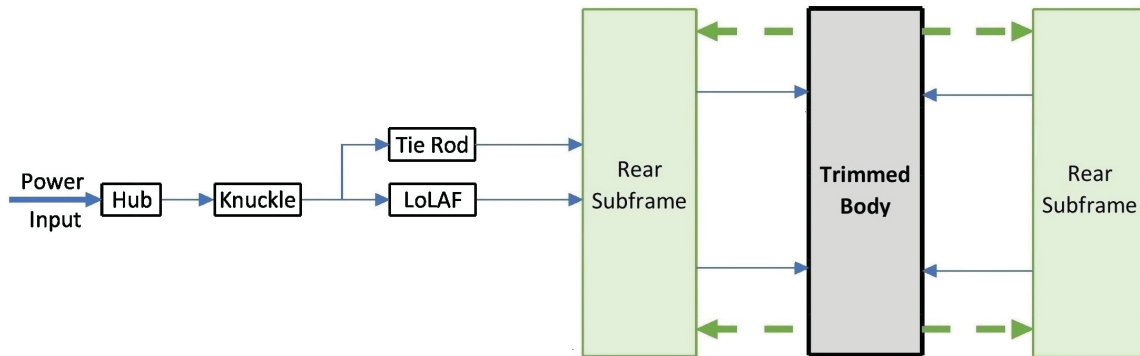 Power
Input
Hub
Knuckle
Tie Rod
LoLAF
Rear
Subframe
Trimmed
Body
Rear
Subframe